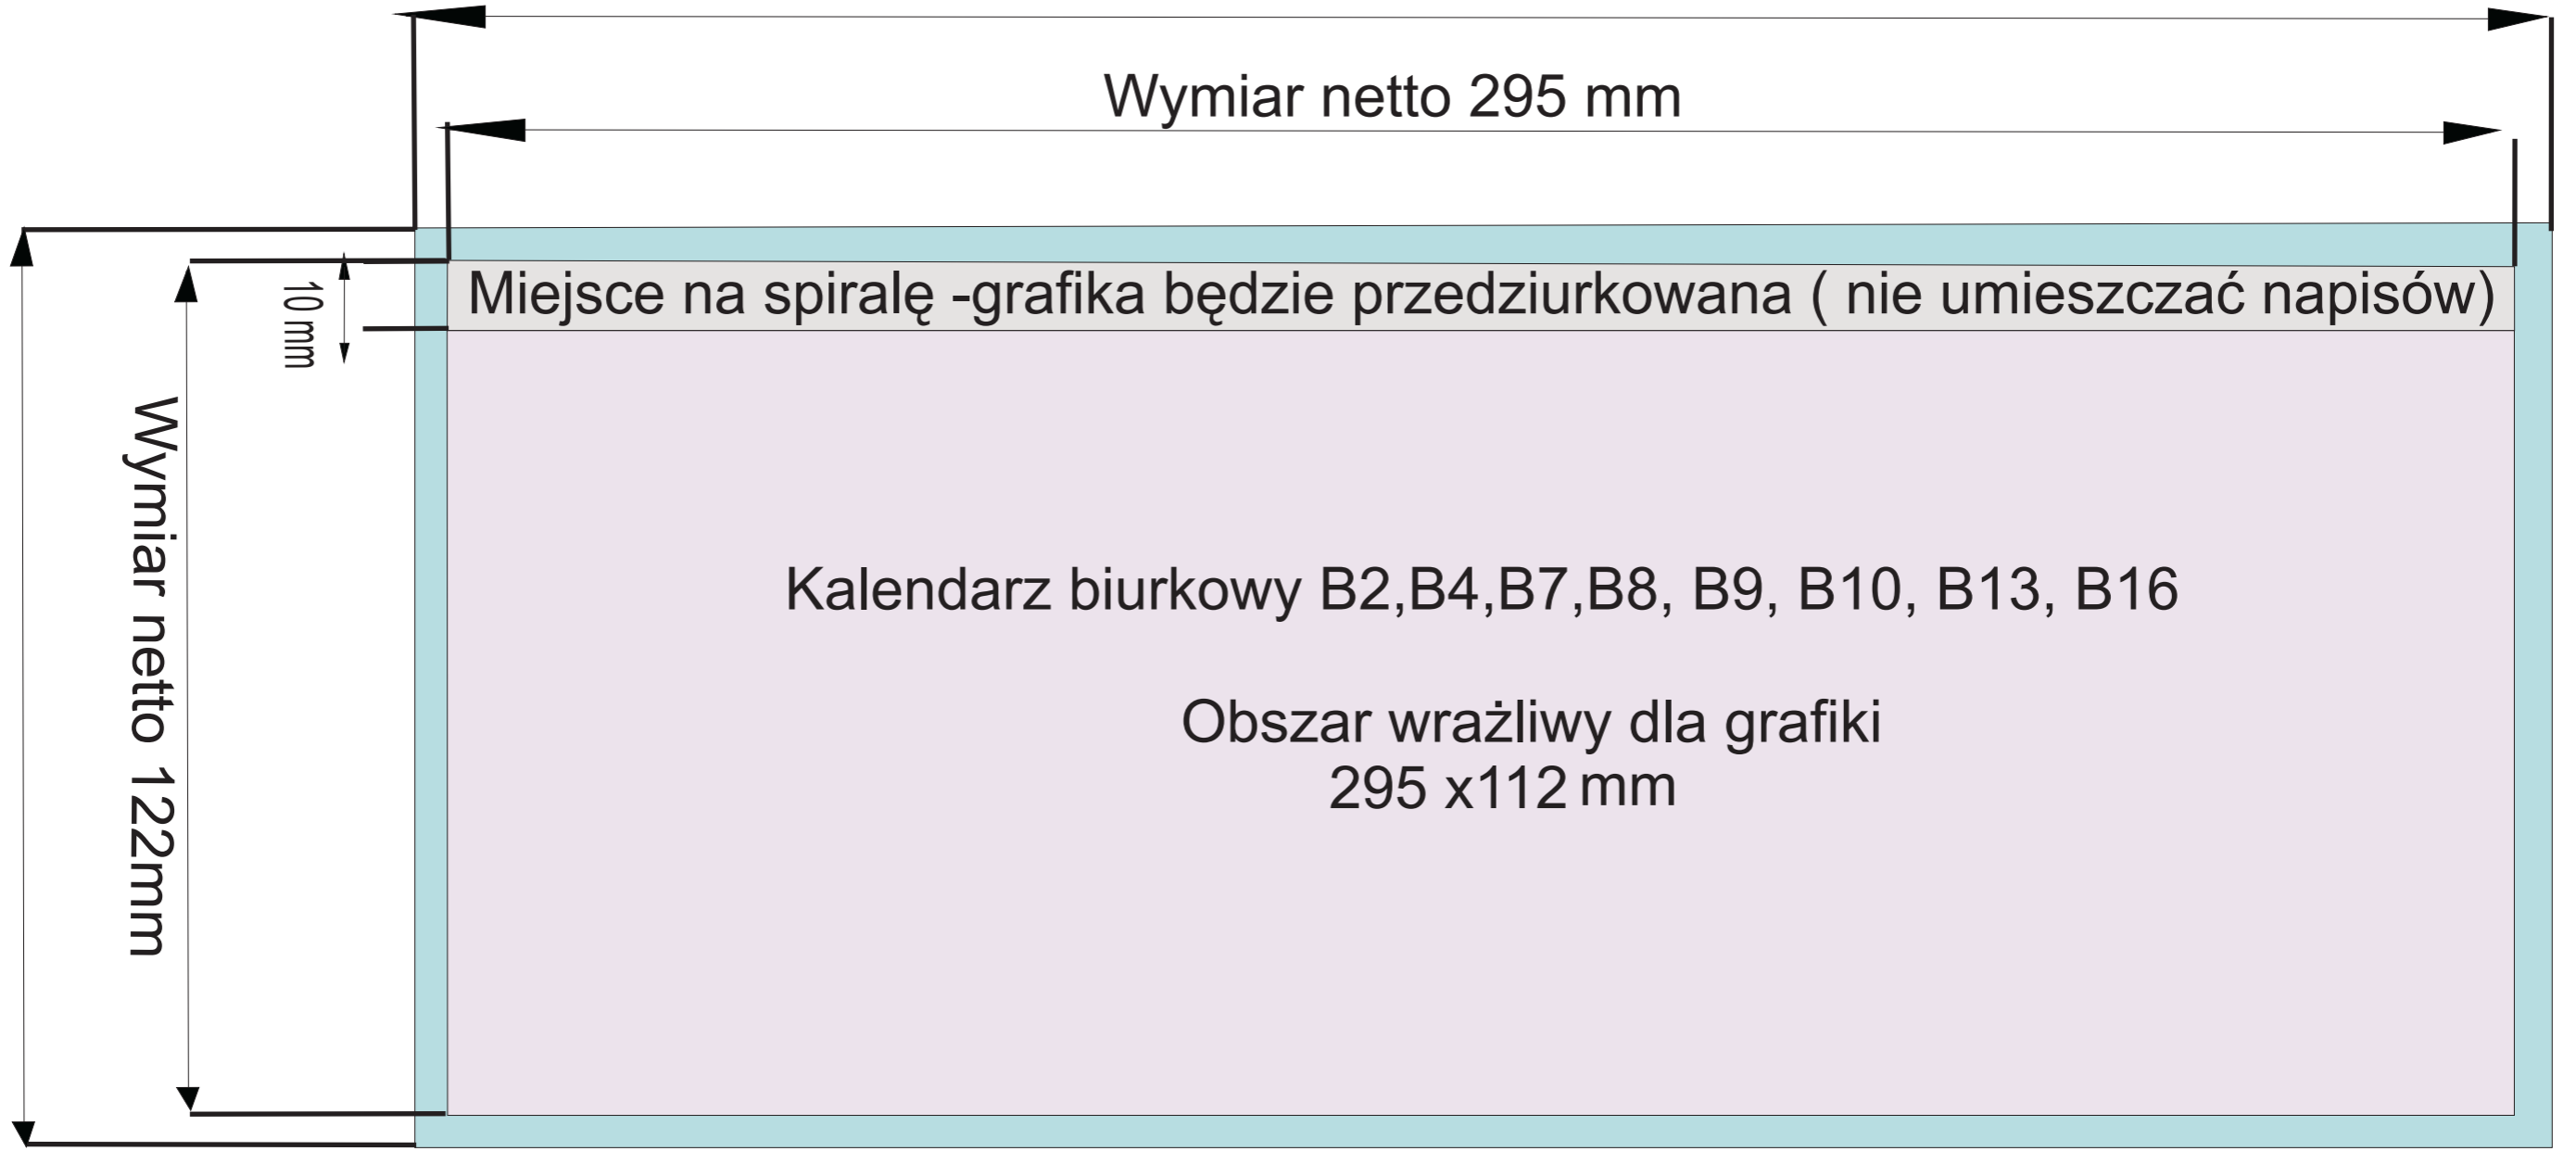 Wymiar netto 295 mm
Miejsce na spiralę -grafika będzie przedziurkowana ( nie umieszczać napisów)
10 mm
Wymiar netto 122mm
Kalendarz biurkowy B2,B4,B7,B8, B9, B10, B13, B16
Obszar wrażliwy dla grafiki
295 x112 mm